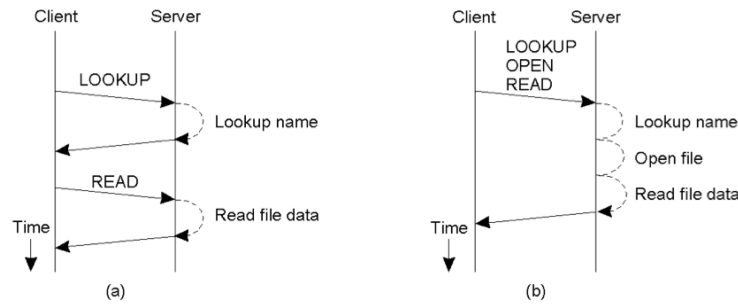 Client Server
LOOKUP
Lookup name
READ
Read file data
Time
(a)
Client Server
LOOKUP
OPEN
READ
Lookup name
Open file
Read file data
Time
(b)